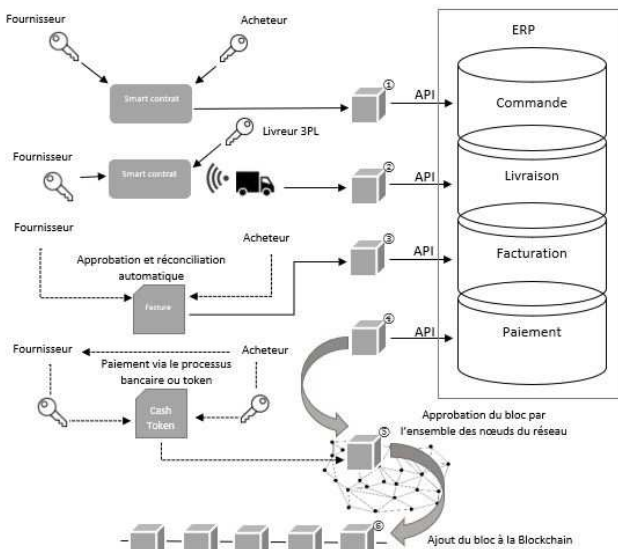 Fournisseur
Acheteur
ERP
Smart contrat
①
API
Commande
Livreur 3PL
Fournisseur
Smart contrat
②
API
Livraison
Fournisseur
Acheteur
Approbation et réconciliation
automatique
③
API
Facturation
Facture
④
API
Paiement
Fournisseur
Acheteur
Paiement via le processus
bancaire ou token
Cash
Token
Approbation du bloc par
l'ensemble des nœuds du réseau
⑤
⑥
Ajout du bloc à la Blockchain